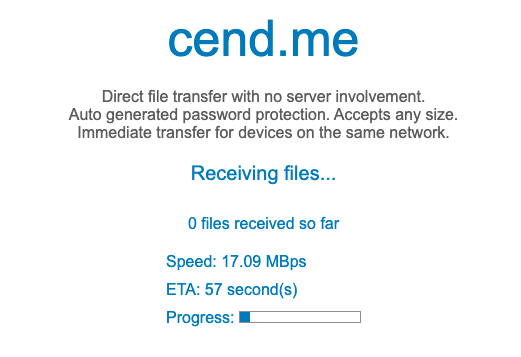 cend.me
Direct file transfer with no server involvement.
Auto generated password protection. Accepts any size.
Immediate transfer for devices on the same network.
Receiving files...
0 files received so far
Speed: 17.09 MBps
ETA: 57 second(s)
Progress: